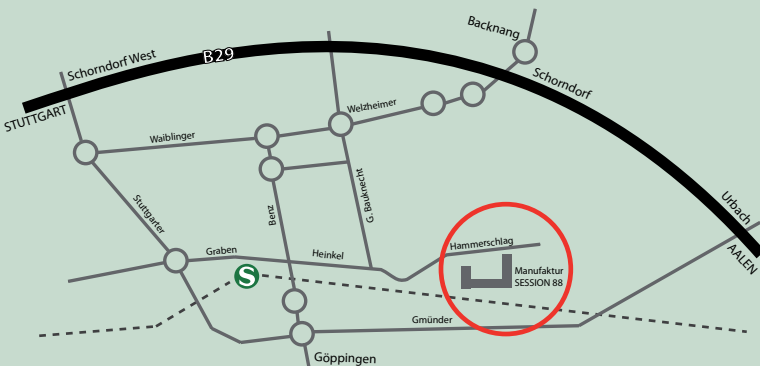 Backnang
Schorndorf West
B29
Schorndorf
STUTTGART
Welzheimer
Waiblinger
G. Bauknecht
Stuttgarter
Benz
Urbach
AALEN
Hammerschlag
Graben
Heinkel
S
Manufaktur
SESSION 88
Gmünder
Göppingen